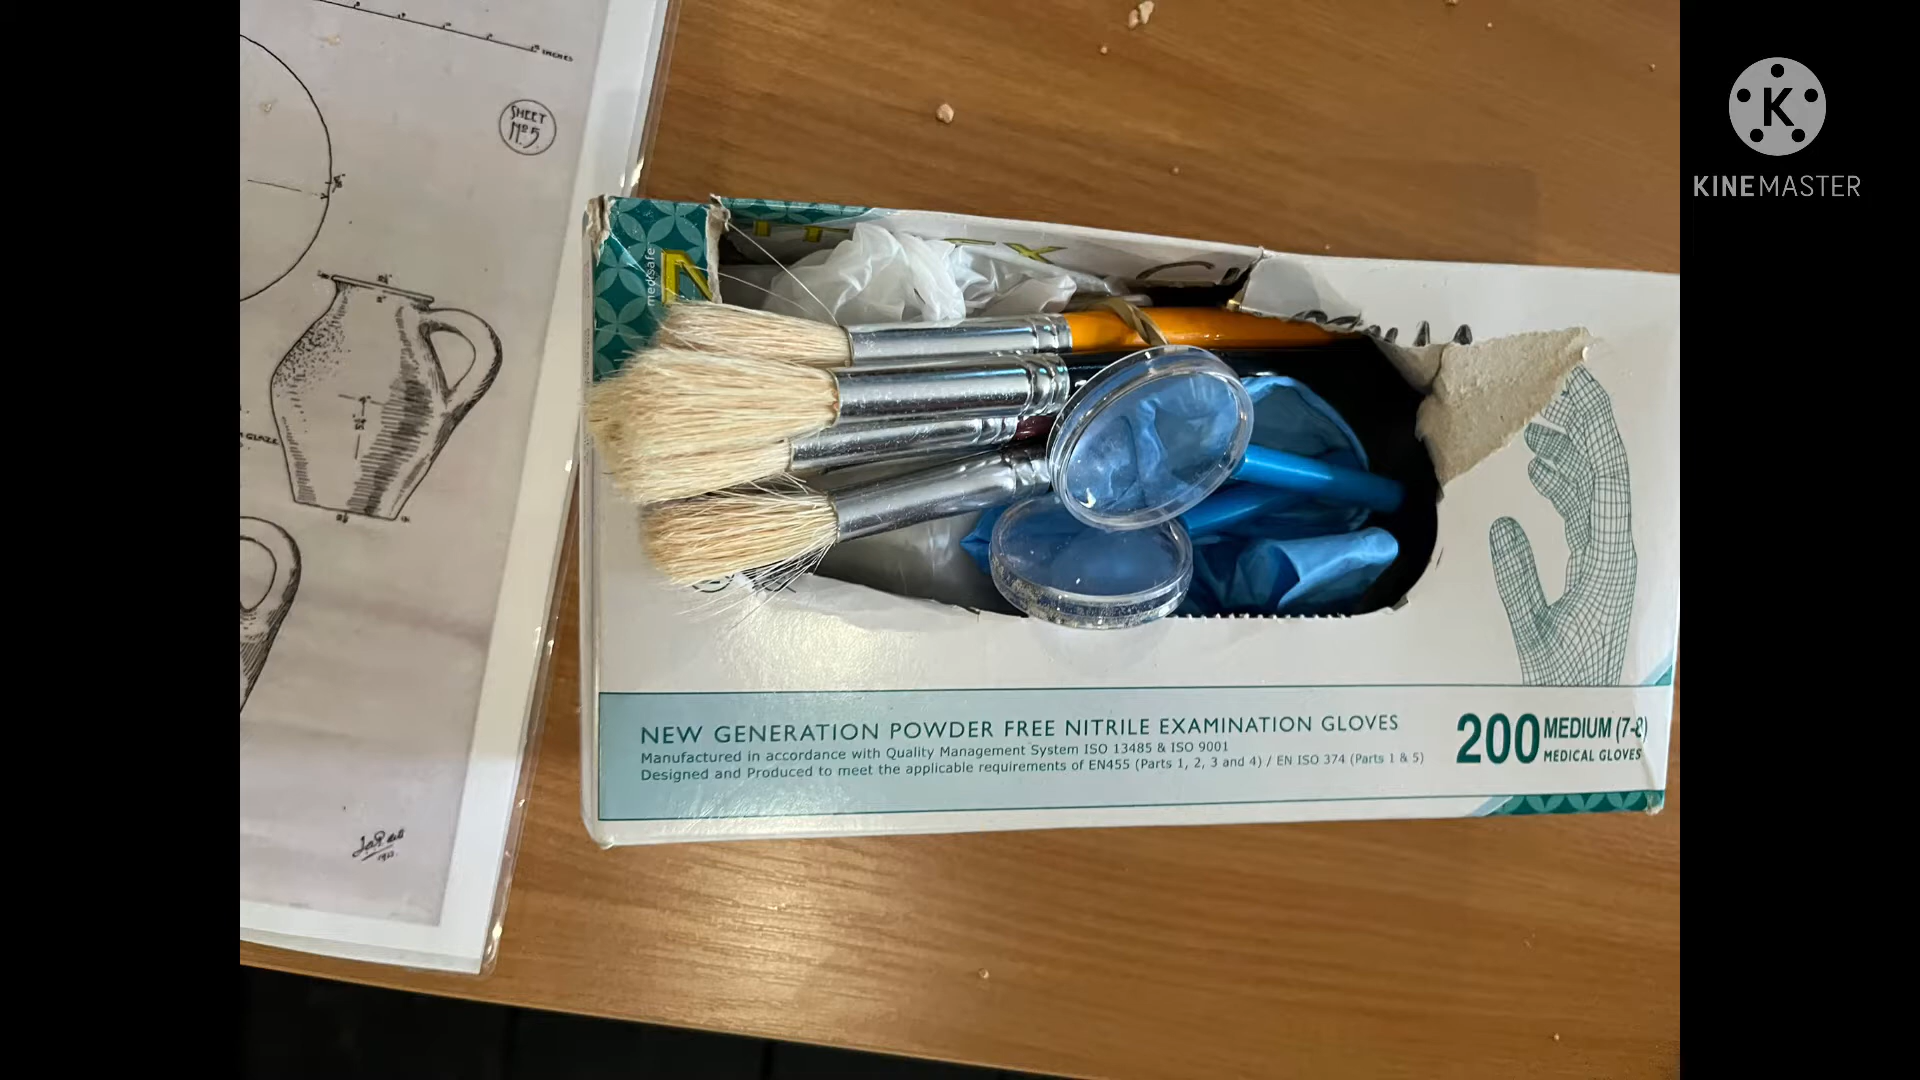 INCHES
SHEET
Nº 5
GLAZE
medisafe
NEW GENERATION POWDER FREE NITRILE EXAMINATION GLOVES
Manufactured in accordance with Quality Management System ISO 13485 & ISO 9001
Designed and Produced to meet the applicable requirements of EN455 (Parts 1, 2, 3 and 4) / EN ISO 374 (Parts 1 & 5)
200 MEDIUM (7-8)
MEDICAL GLOVES
K
KINEMASTER